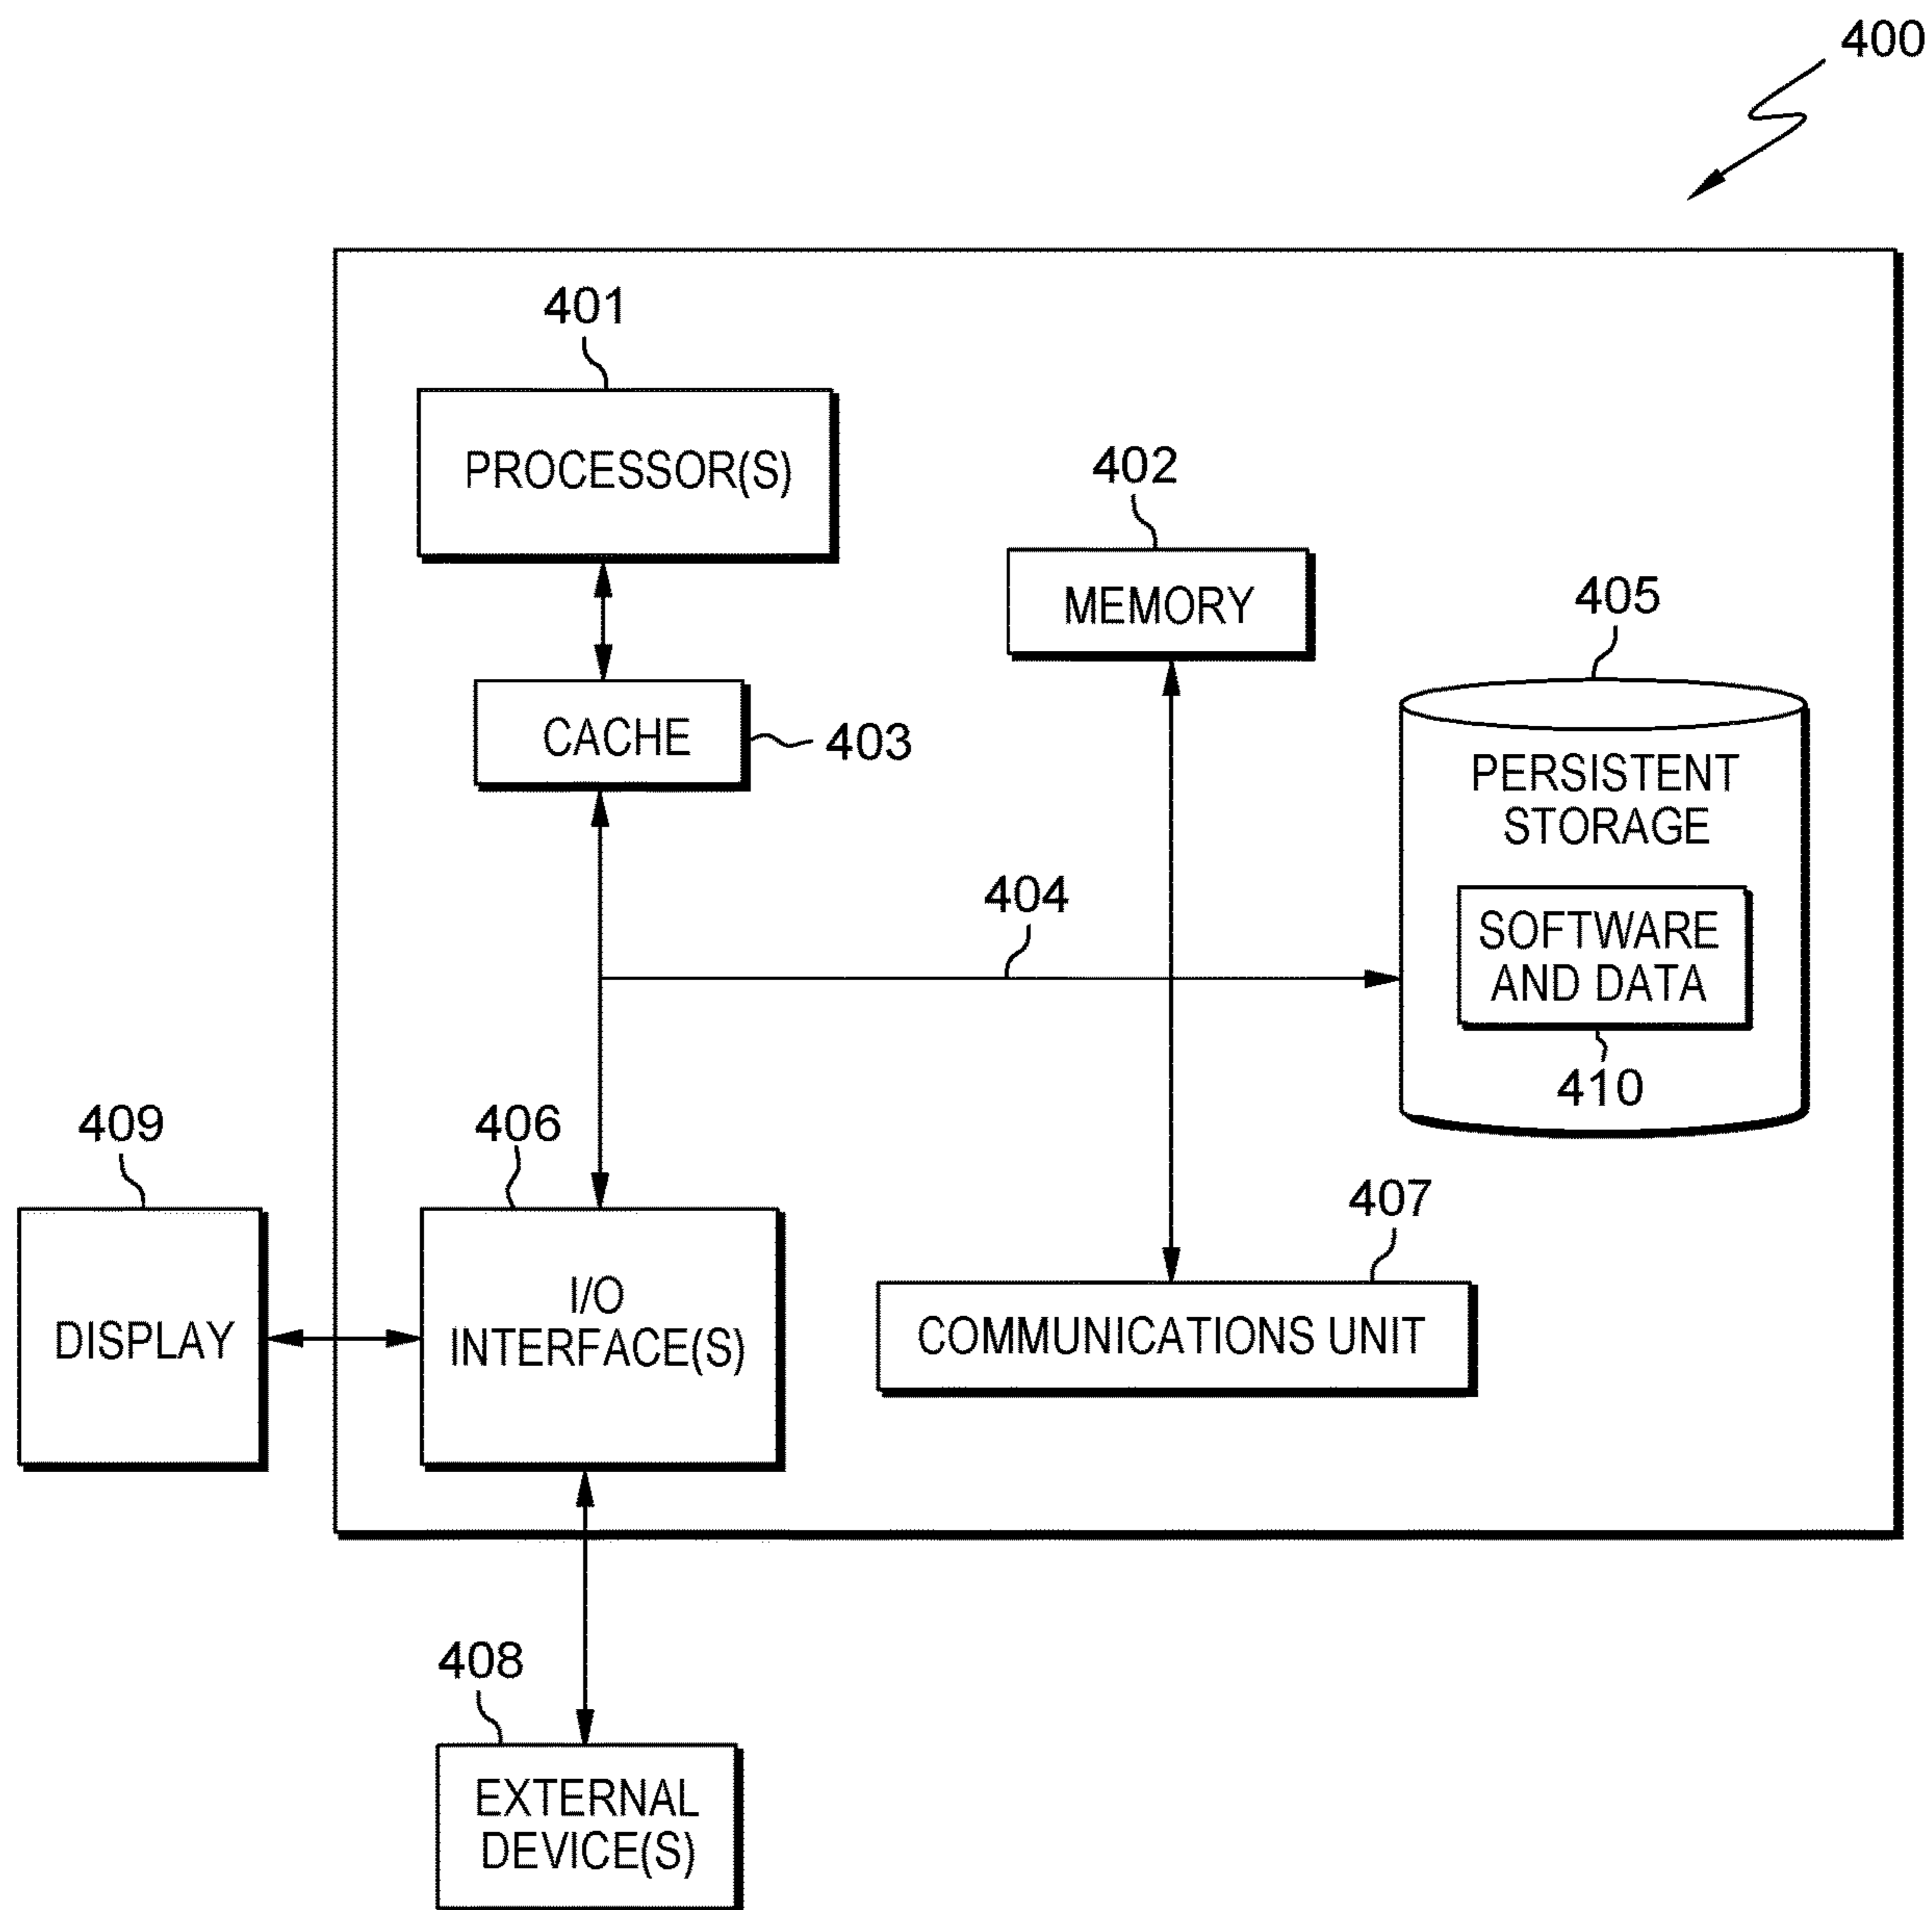 400
401
PROCESSOR(S)
402
MEMORY
405
CACHE
403
PERSISTENT
STORAGE
404
SOFTWARE
AND DATA
410
409
406
407
DISPLAY
I/O
INTERFACE(S)
COMMUNICATIONS UNIT
408
EXTERNAL
DEVICE(S)